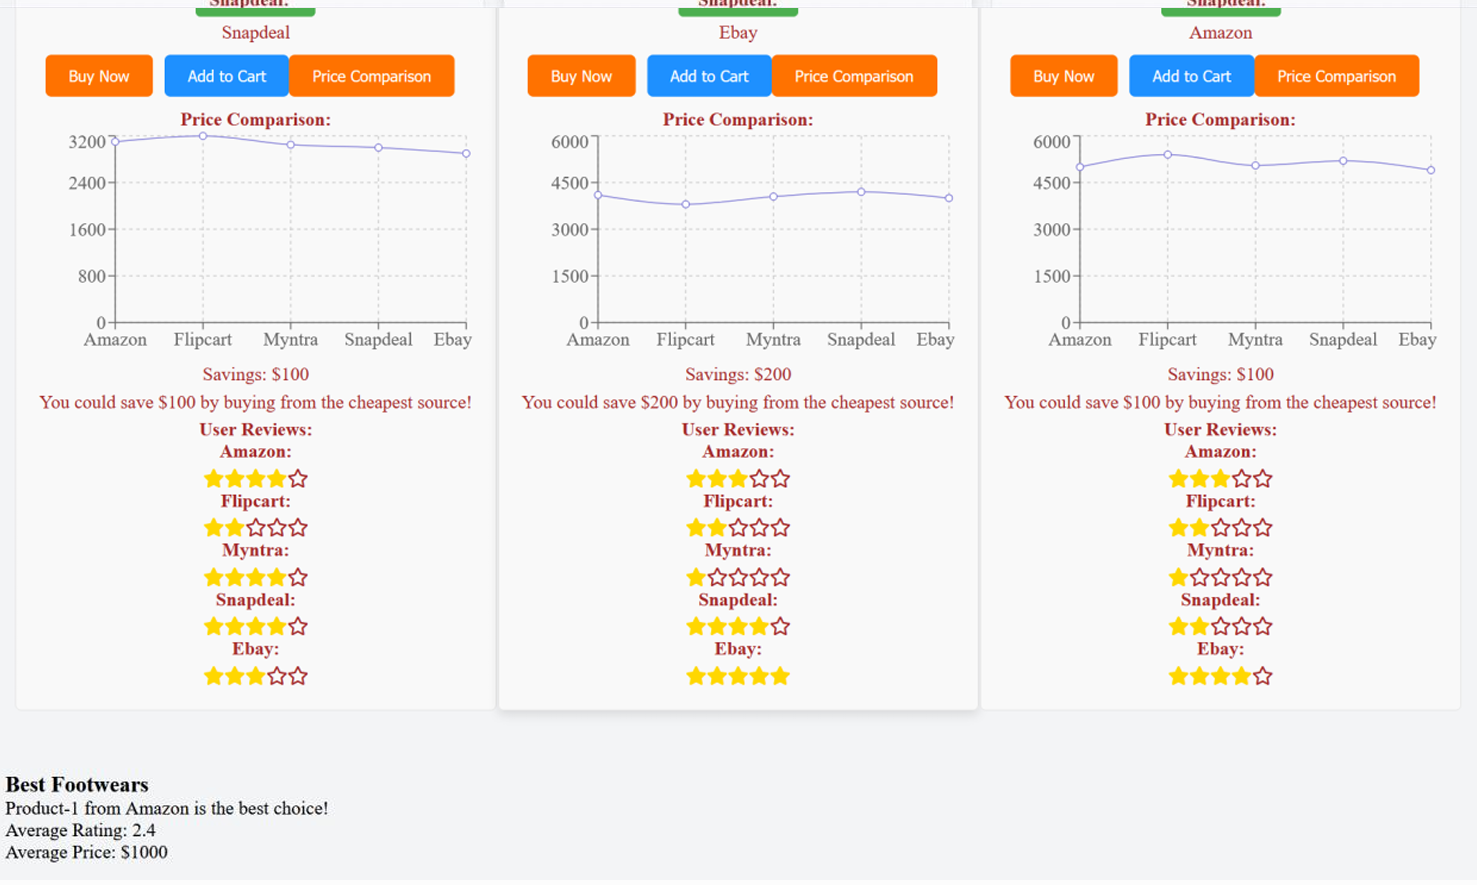 Snapdeal:
Snapdeal
Buy Now Add to Cart Price Comparison
Price Comparison:
3200
2400
1600
800
0
Amazon Flipcart Myntra Snapdeal Ebay
Savings: $100
You could save $100 by buying from the cheapest source!
User Reviews:
Amazon:
Flipcart:
Myntra:
Snapdeal:
Ebay:
Snapdeal:
Ebay
Buy Now Add to Cart Price Comparison
Price Comparison:
6000
4500
3000
1500
0
Amazon Flipcart Myntra Snapdeal Ebay
Savings: $200
You could save $200 by buying from the cheapest source!
User Reviews:
Amazon:
Flipcart:
Myntra:
Snapdeal:
Ebay:
Snapdeal:
Amazon
Buy Now Add to Cart Price Comparison
Price Comparison:
6000
4500
3000
1500
0
Amazon Flipcart Myntra Snapdeal Ebay
Savings: $100
You could save $100 by buying from the cheapest source!
User Reviews:
Amazon:
Flipcart:
Myntra:
Snapdeal:
Ebay:
Best Footwears
Product-1 from Amazon is the best choice!
Average Rating: 2.4
Average Price: $1000